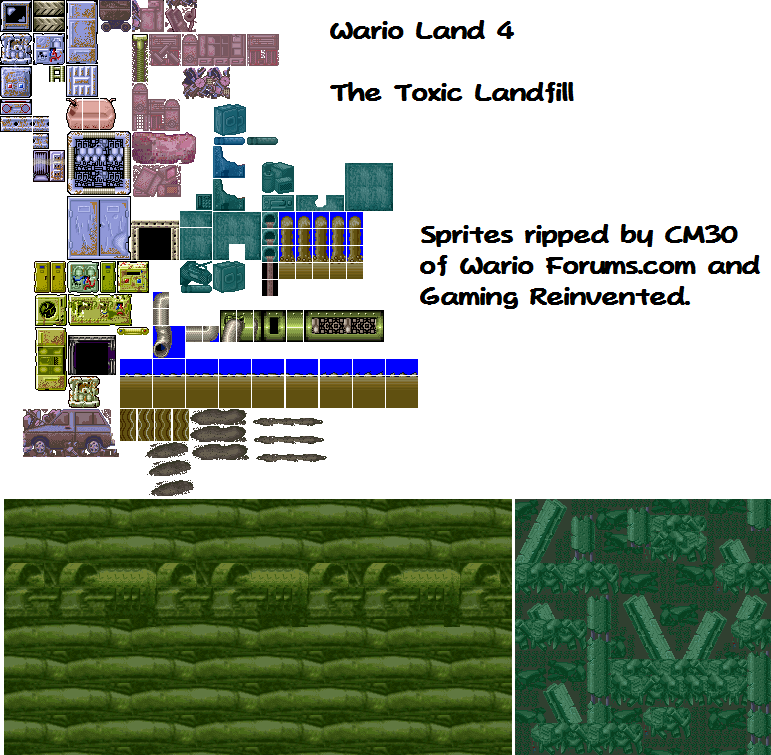 Wario Land 4
The Toxic Landfill
Sprites ripped by CM30
of Wario Forums.com and
Gaming Reinvented.